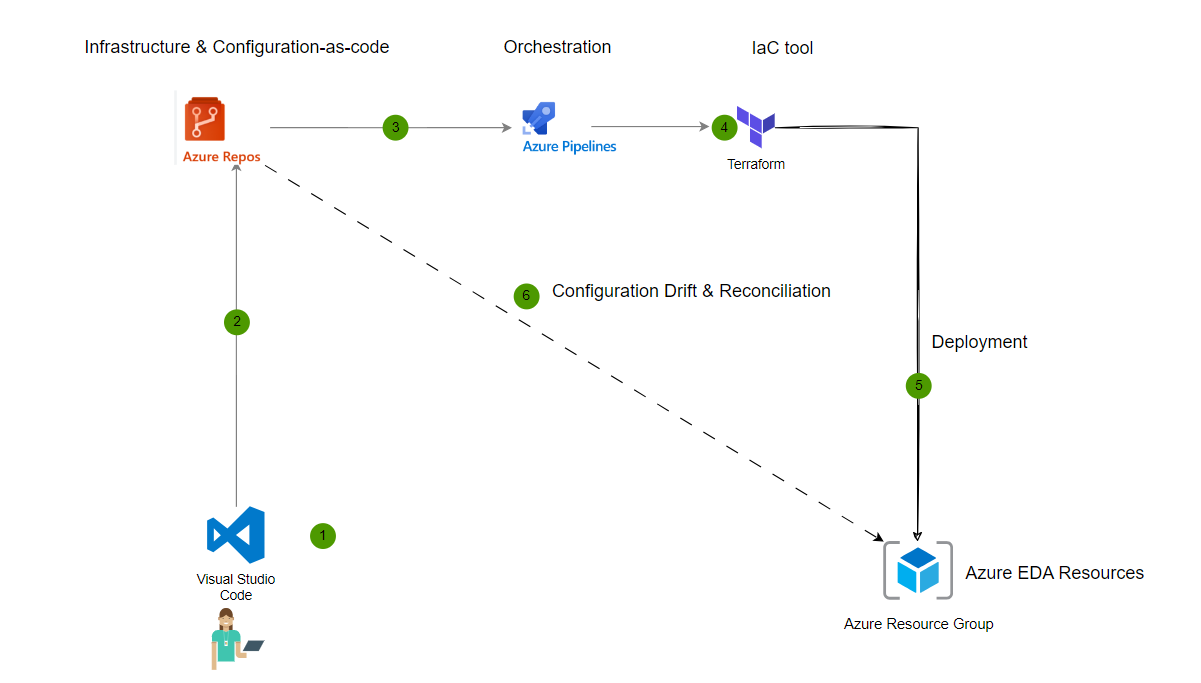 Infrastructure & Configuration-as-code
Orchestration
IaC tool
Azure Repos
3
Azure Pipelines
4
Terraform
2
6
Configuration Drift & Reconciliation
Deployment
5
1
Visual Studio
Code
Azure EDA Resources
Azure Resource Group